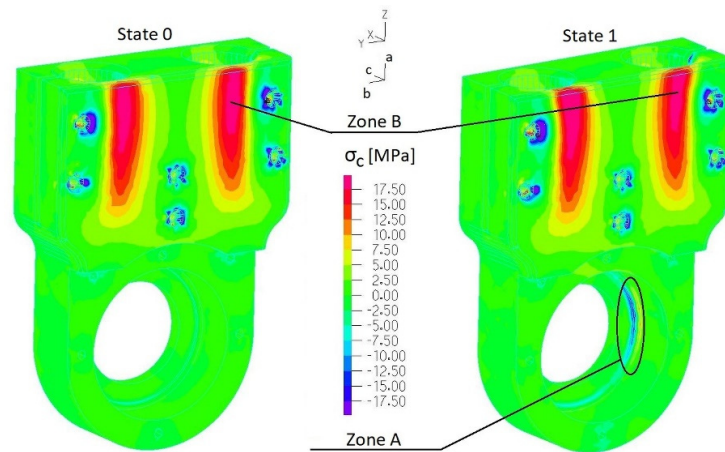 State 0
State 1
Z
X
Y
a
c
b
Zone B
σc [MPa]
17.50
15.00
12.50
10.00
7.50
5.00
2.50
0.00
-2.50
-5.00
-7.50
-10.00
-12.50
-15.00
-17.50
Zone A